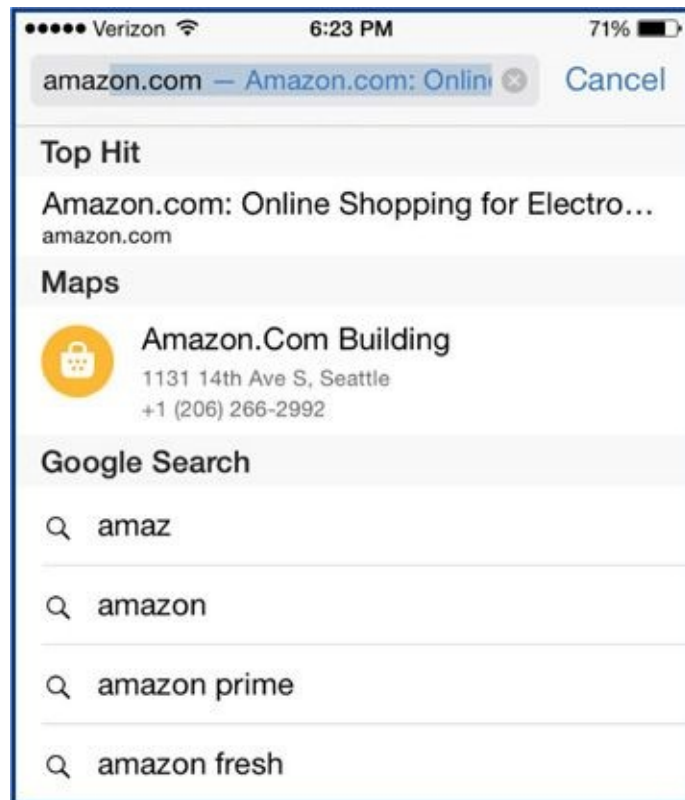 Verizon 6:23 PM 71%
amazon.com — Amazon.com: Onlin Cancel
Top Hit
Amazon.com: Online Shopping for Electro...
amazon.com
Maps
Amazon.Com Building
1131 14th Ave S, Seattle
+1 (206) 266-2992
Google Search
amaz
amazon
amazon prime
amazon fresh